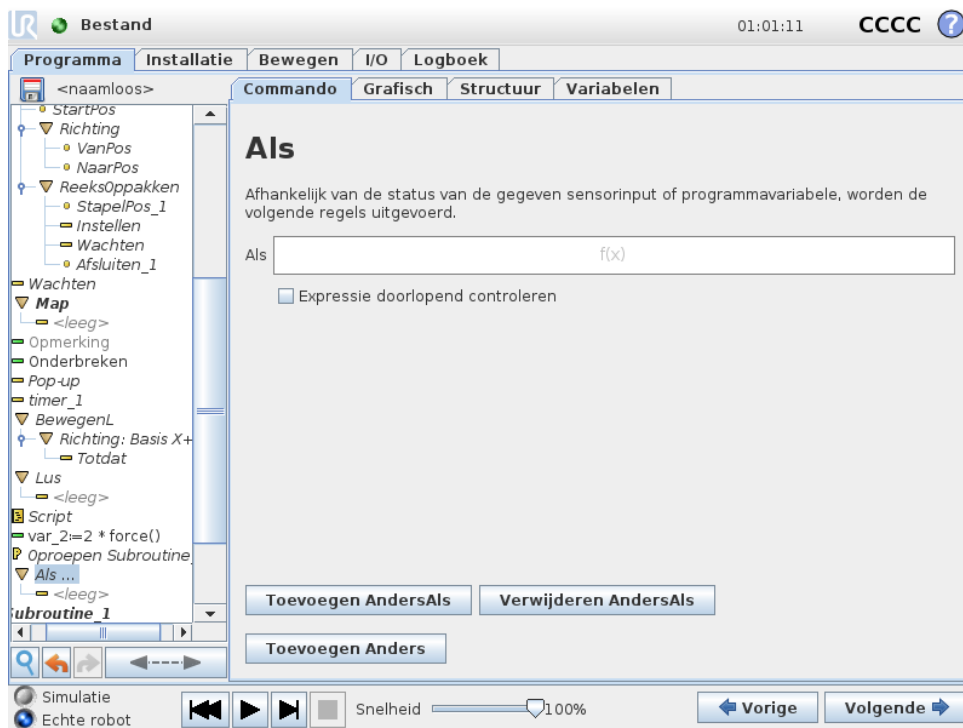 UR Bestand 01:01:11 CCCC ?
Programma Installatie Bewegen I/O Logboek
<naamloos>
Commando Grafisch Structuur Variabelen
StartPos
Richting
VanPos
NaarPos
ReeksOppakken
StapelPos_1
Instellen
Wachten
Afsluiten_1
Wachten
Map
<leeg>
Opmerking
Onderbreken
Pop-up
timer_1
BewegenL
Richting: Basis X+
Totdat
Lus
<leeg>
Script
var_2:=2 * force()
Oproepen Subroutine_
Als ...
<leeg>
Subroutine_1
Als
Afhankelijk van de status van de gegeven sensorinput of programmavariabele, worden de
volgende regels uitgevoerd.
Als f(x)
Expressie doorlopend controleren
Toevoegen AndersAls Verwijderen AndersAls
Toevoegen Anders
Simulatie
Echte robot
Snelheid 100%
Vorige Volgende